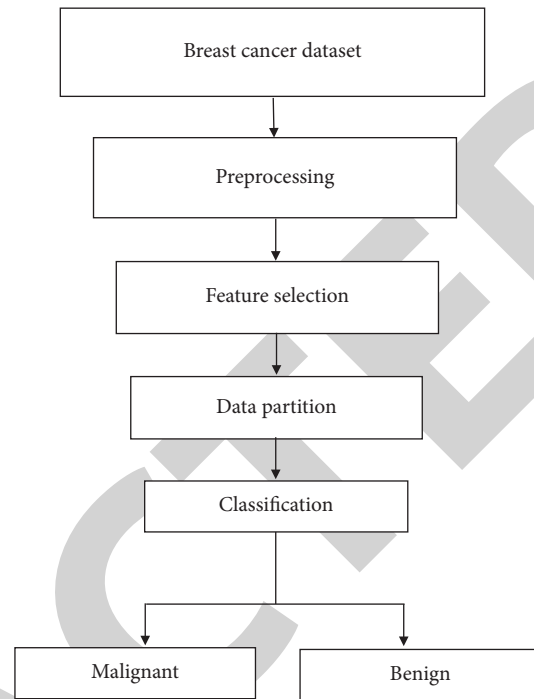 Breast cancer dataset
Preprocessing
Feature selection
Data partition
Classification
Malignant
Benign